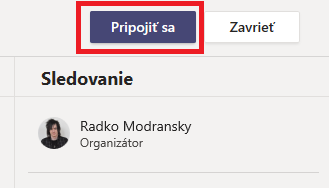 Pripojiť sa
Zavrieť
Sledovanie
Radko Modransky
Organizátor